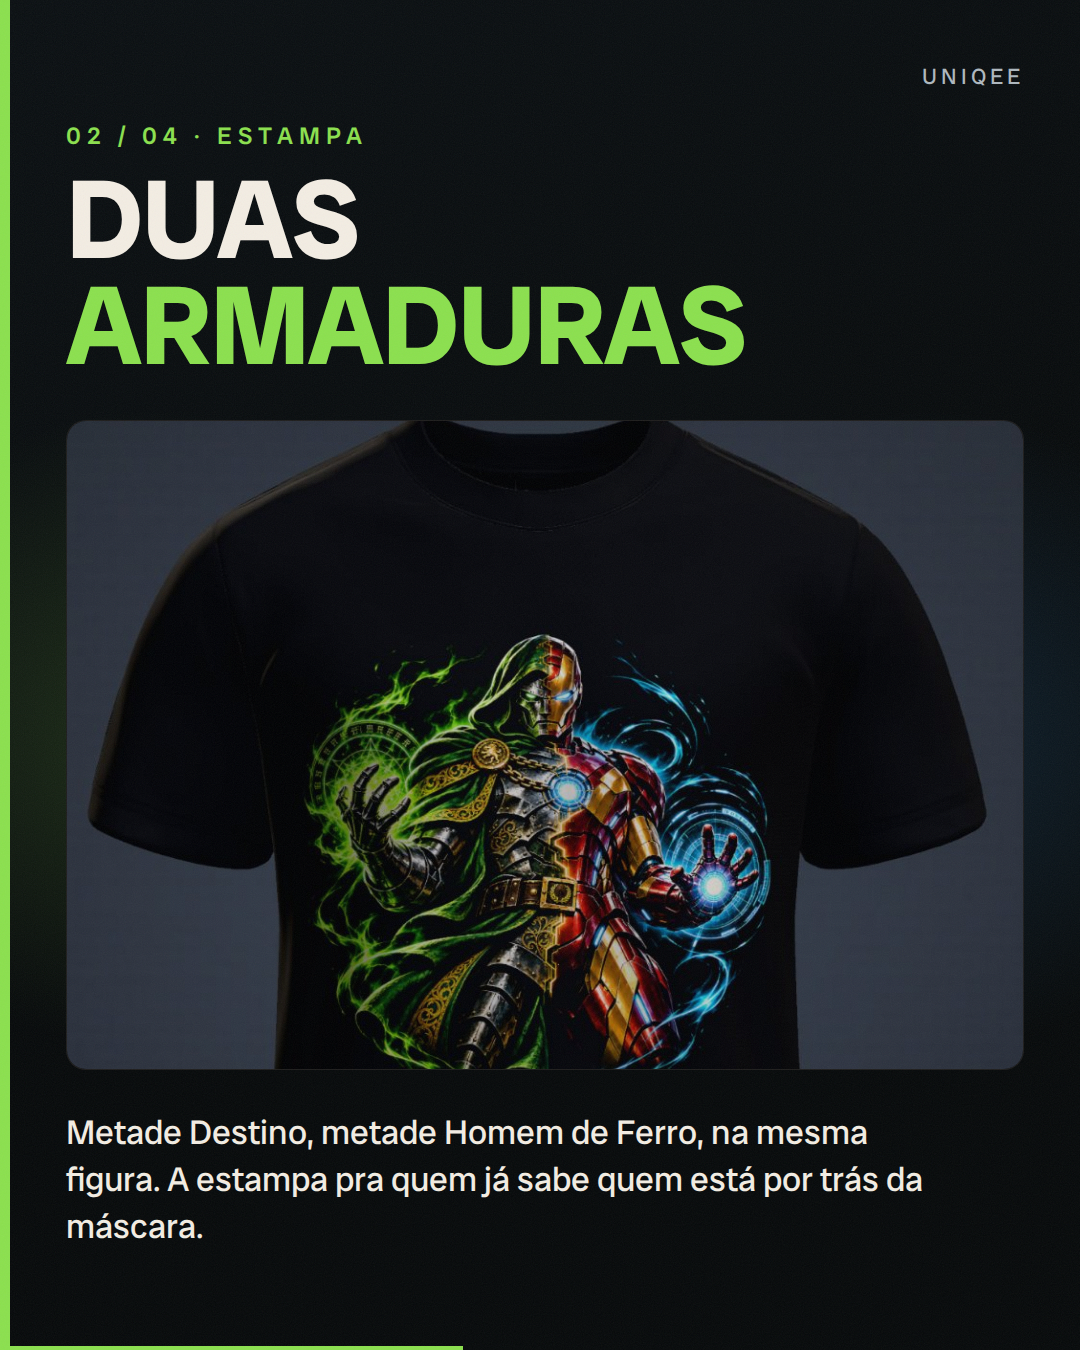 UNIQEE
02 / 04 · ESTAMPA
DUAS
ARMADURAS
Metade Destino, metade Homem de Ferro, na mesma
figura. A estampa pra quem já sabe quem está por trás da
máscara.